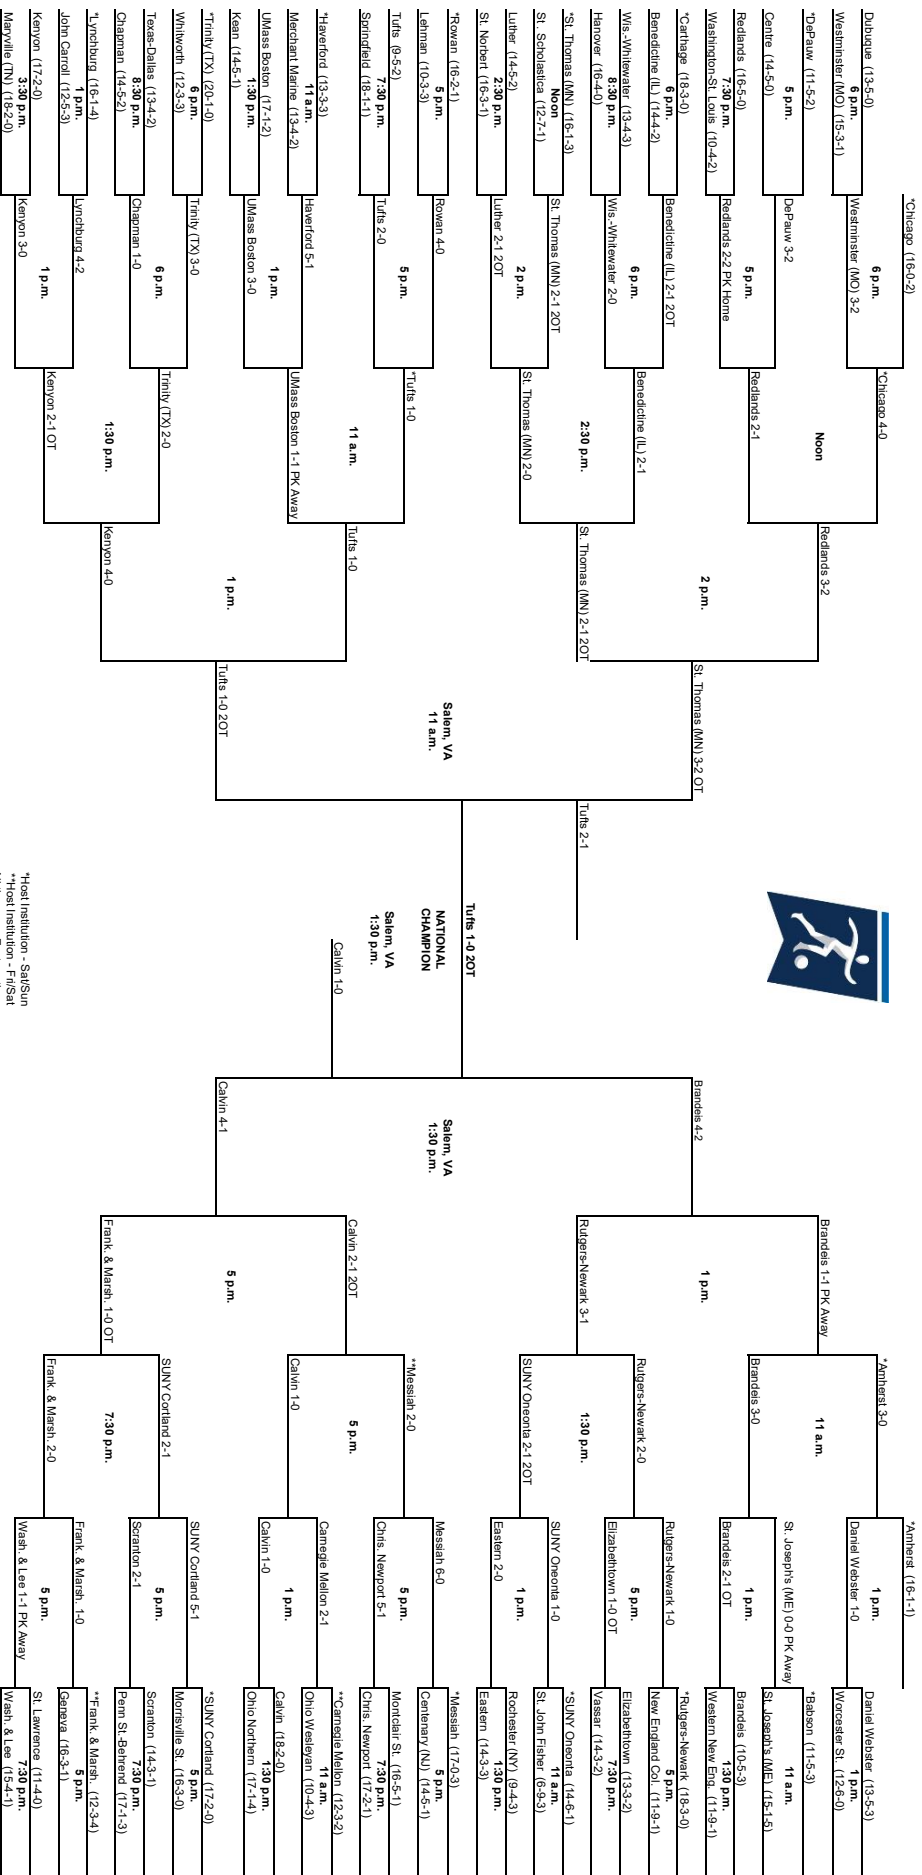 *Chicago (16-0-2)
Dubuque (13-5-0)
6 p.m.
Westminster (MO) (15-3-1)
*DePauw (11-5-2)
5 p.m.
Centre (14-5-0)
Redlands (16-5-0)
7:30 p.m.
Washington-St. Louis (10-4-2)
*Carthage (18-3-0)
6 p.m.
Benedictine (IL) (14-4-2)
Wis.-Whitewater (13-4-3)
8:30 p.m.
Hanover (16-4-0)
*St. Thomas (MN) (16-1-3)
Noon
St. Scholastica (12-7-1)
Luther (14-5-2)
2:30 p.m.
St. Norbert (16-3-1)
*Rowan (16-2-1)
5 p.m.
Lehman (10-3-3)
Tufts (9-5-2)
7:30 p.m.
Springfield (18-1-1)
*Haverford (13-3-3)
11 a.m.
Merchant Marine (13-4-2)
UMass Boston (17-1-2)
1:30 p.m.
Kean (14-5-1)
*Trinity (TX) (20-1-0)
6 p.m.
Whitworth (12-3-3)
Texas-Dallas (13-4-2)
8:30 p.m.
Chapman (14-5-2)
*Lynchburg (16-1-4)
1 p.m.
John Carroll (12-5-3)
Kenyon (17-2-0)
3:30 p.m.
Maryville (TN) (18-2-0)
6 p.m.
Westminster (MO) 3-2
DePauw 3-2
5 p.m.
Redlands 2-2 PK Home
Benedictine (IL) 2-1 2OT
6 p.m.
Wis.-Whitewater 2-0
St. Thomas (MN) 2-1 2OT
2 p.m.
Luther 2-1 2OT
Rowan 4-0
5 p.m.
Tufts 2-0
Haverford 5-1
1 p.m.
UMass Boston 3-0
Trinity (TX) 3-0
6 p.m.
Chapman 1-0
Lynchburg 4-2
1 p.m.
Kenyon 3-0
*Chicago 4-0
Noon
Redlands 2-1
Benedictine (IL) 2-1
2:30 p.m.
St. Thomas (MN) 2-0
*Tufts 1-0
11 a.m.
UMass Boston 1-1 PK Away
Trinity (TX) 2-0
1:30 p.m.
Kenyon 2-1 OT
Redlands 3-2
2 p.m.
St. Thomas (MN) 2-1 2OT
Tufts 1-0
1 p.m.
Kenyon 4-0
St. Thomas (MN) 3-2 OT
Salem, VA
11 a.m.
Tufts 1-0 2OT
Tufts 2-1
Tufts 1-0 2OT
NATIONAL
CHAMPION
Salem, VA
1:30 p.m.
Calvin 1-0
*Host Institution - Sat/Sun
**Host Institution - Fri/Sat
Brandeis 4-2
Salem, VA
1:30 p.m.
Calvin 4-1
Brandeis 1-1 PK Away
1 p.m.
Rutgers-Newark 3-1
Calvin 2-1 2OT
5 p.m.
Frank. & Marsh. 1-0 OT
*Amherst 3-0
11 a.m.
Brandeis 3-0
Rutgers-Newark 2-0
1:30 p.m.
SUNY Oneonta 2-1 2OT
**Messiah 2-0
5 p.m.
Calvin 1-0
SUNY Cortland 2-1
7:30 p.m.
Frank. & Marsh. 2-0
*Amherst (16-1-1)
1 p.m.
Daniel Webster 1-0
St. Joseph's (ME) 0-0 PK Away
1 p.m.
Brandeis 2-1 OT
Rutgers-Newark 1-0
5 p.m.
Elizabethtown 1-0 OT
SUNY Oneonta 1-0
1 p.m.
Eastern 2-0
Messiah 6-0
5 p.m.
Chris. Newport 5-1
Carnegie Mellon 2-1
1 p.m.
Calvin 1-0
SUNY Cortland 5-1
5 p.m.
Scranton 2-1
Frank. & Marsh. 1-0
5 p.m.
Wash. & Lee 1-1 PK Away
Daniel Webster (13-5-3)
1 p.m.
Worcester St. (12-6-0)
*Babson (11-5-3)
11 a.m.
St. Joseph's (ME) (15-1-5)
Brandeis (10-5-3)
1:30 p.m.
Western New Eng. (11-9-1)
*Rutgers-Newark (18-3-0)
5 p.m.
New England Col. (11-9-1)
Elizabethtown (13-3-2)
7:30 p.m.
Vassar (14-3-2)
*SUNY Oneonta (14-6-1)
11 a.m.
St. John Fisher (6-9-3)
Rochester (NY) (9-4-3)
1:30 p.m.
Eastern (14-3-3)
*Messiah (17-0-3)
5 p.m.
Centenary (NJ) (14-5-1)
Montclair St. (16-5-1)
7:30 p.m.
Chris. Newport (17-2-1)
**Carnegie Mellon (12-3-2)
11 a.m.
Ohio Wesleyan (10-4-3)
Calvin (18-2-0)
1:30 p.m.
Ohio Northern (17-1-4)
*SUNY Cortland (17-2-0)
5 p.m.
Morrisville St. (16-3-0)
Scranton (14-3-1)
7:30 p.m.
Penn St.-Behrend (17-1-3)
**Frank. & Marsh. (12-3-4)
5 p.m.
Geneva (16-3-1)
St. Lawrence (11-4-0)
7:30 p.m.
Wash. & Lee (15-4-1)